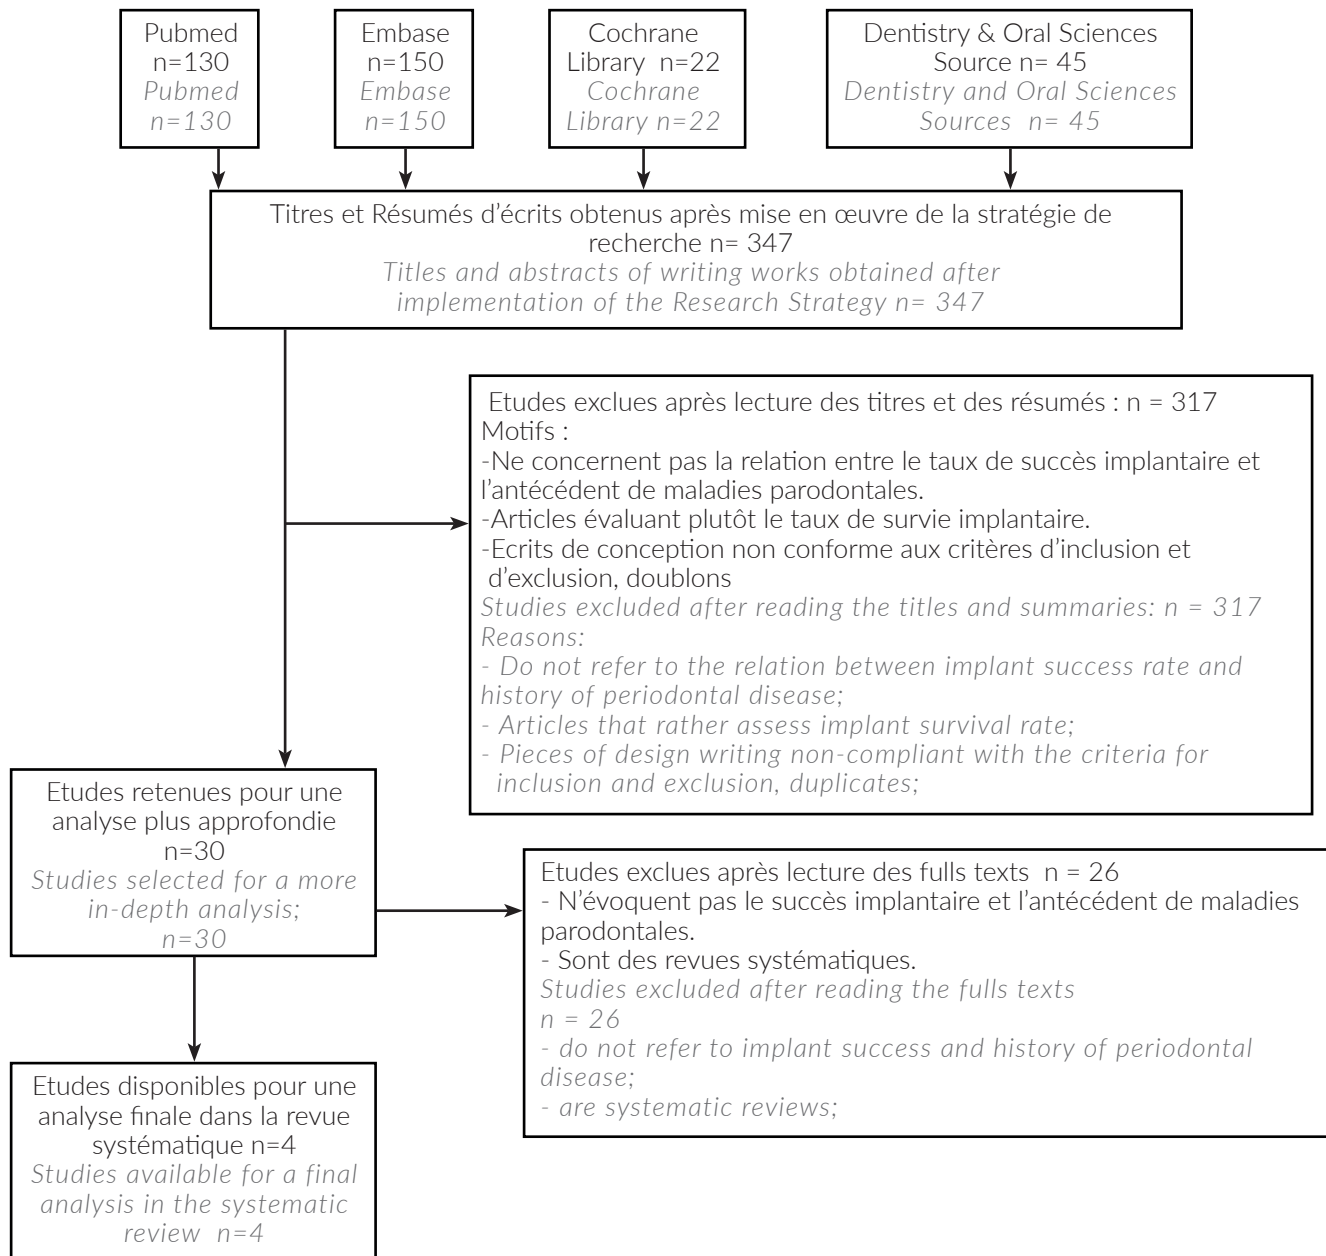 Pubmed
n=130
Pubmed
n=130
Embase
n=150
Embase
n=150
Cochrane
Library n=22
Cochrane
Library n=22
Dentistry & Oral Sciences
Source n= 45
Dentistry and Oral Sciences
Sources n= 45
Titres et Résumés d’écrits obtenus après mise en œuvre de la stratégie de
recherche n= 347
Titles and abstracts of writing works obtained after
implementation of the Research Strategy n= 347
Etudes exclues après lecture des titres et des résumés : n = 317
Motifs :
-Ne concernent pas la relation entre le taux de succès implantaire et
l’antécédent de maladies parodontales.
-Articles évaluant plutôt le taux de survie implantaire.
-Ecrits de conception non conforme aux critères d’inclusion et
d’exclusion, doublons
Studies excluded after reading the titles and summaries: n = 317
Reasons:
- Do not refer to the relation between implant success rate and
history of periodontal disease;
- Articles that rather assess implant survival rate;
- Pieces of design writing non-compliant with the criteria for
inclusion and exclusion, duplicates;
Etudes retenues pour une
analyse plus approfondie
n=30
Studies selected for a more
in-depth analysis;
n=30
Etudes exclues après lecture des fulls texts n = 26
- N’évoquent pas le succès implantaire et l’antécédent de maladies
parodontales.
- Sont des revues systématiques.
Studies excluded after reading the fulls texts
n = 26
- do not refer to implant success and history of periodontal
disease;
- are systematic reviews;
Etudes disponibles pour une
analyse finale dans la revue
systématique n=4
Studies available for a final
analysis in the systematic
review n=4